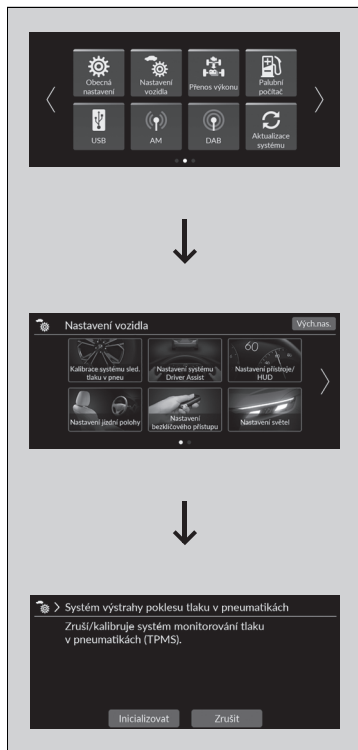 Obecná
nastavení
Nastavení
vozidla
Přenos výkonu
Palubní
počítač
USB
AM
DAB
Aktualizace
systému
Nastavení vozidla
Vých.nas.
Kalibrace systému sled.
tlaku v pneu
Nastavení systému
Driver Assist
60
Nastavení přístroje/
HUD
Nastavení jízdní polohy
Nastavení
bezklíčového přístupu
Nastavení světel
Systém výstrahy poklesu tlaku v pneumatikách
Zruší/kalibruje systém monitorování tlaku
v pneumatikách (TPMS).
Inicializovat
Zrušit